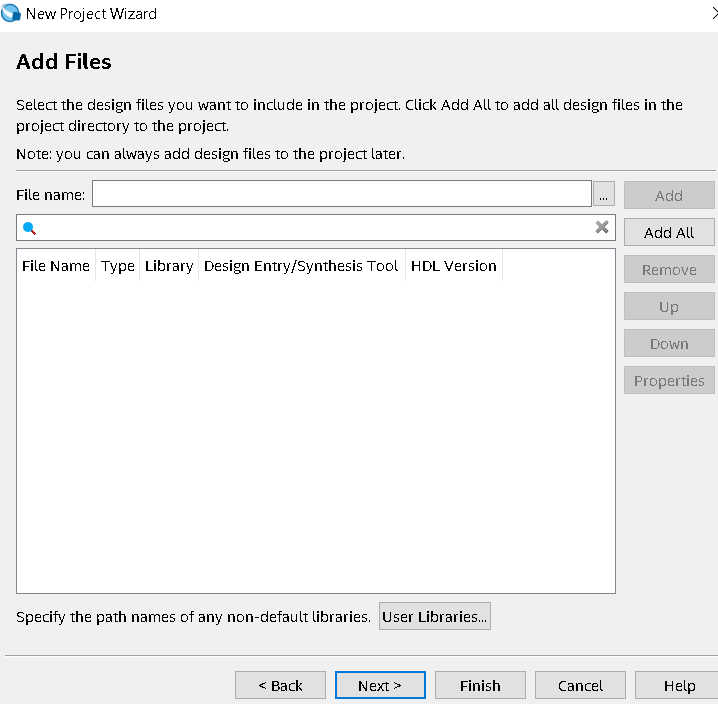 New Project Wizard
Add Files
Select the design files you want to include in the project. Click Add All to add all design files in the
project directory to the project.
Note: you can always add design files to the project later.
File name:
...
Add
Add All
File Name Type Library Design Entry/Synthesis Tool HDL Version
Remove
Up
Down
Properties
Specify the path names of any non-default libraries. User Libraries...
< Back Next > Finish Cancel Help